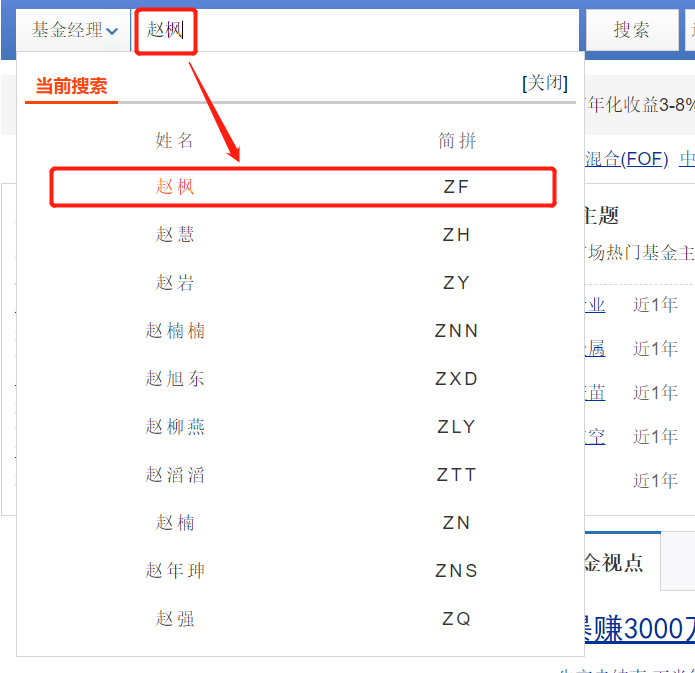 基金经理 赵枫 搜索
当前搜索 [关闭]
年化收益3-8%
姓名 简拼
混合(FOF) 中
赵枫 ZF
主题
赵慧 ZH
场热门基金主
赵岩 ZY
业 近1年
赵楠楠 ZNN
属 近1年
赵旭东 ZXD
苗 近1年
赵柳燕 ZLY
空 近1年
赵滔滔 ZTT
近1年
赵楠 ZN
赵年珅 ZNS
金视点
赵强 ZQ
暴赚3000万